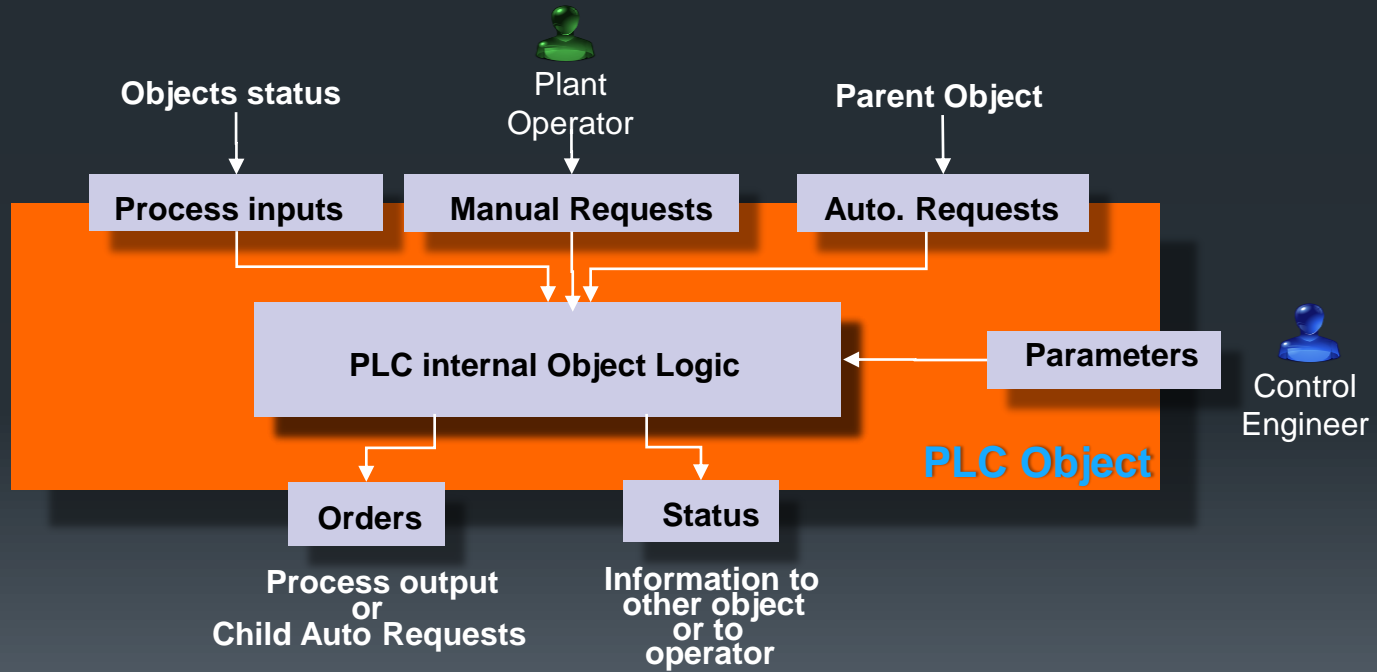 Objects status
Plant
Operator
Parent Object
Process inputs
Manual Requests
Auto. Requests
PLC internal Object Logic
Parameters
Control
Engineer
PLC Object
Orders
Status
Process output
or
Child Auto Requests
Information to
other object
or to
operator